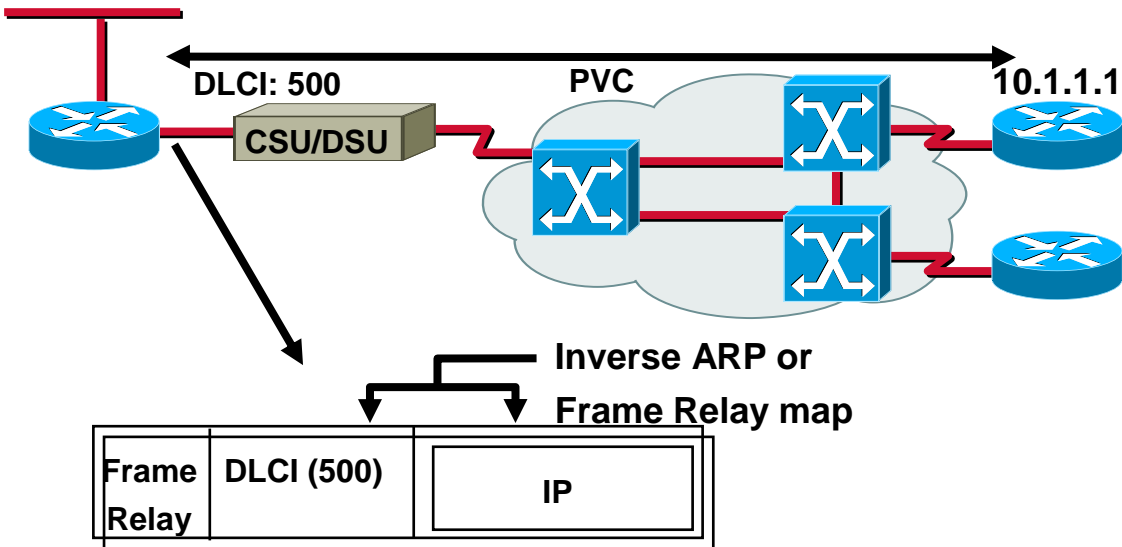 DLCI: 500
PVC
10.1.1.1
CSU/DSU
Inverse ARP or
Frame Relay map
Frame
Relay
DLCI (500)
IP